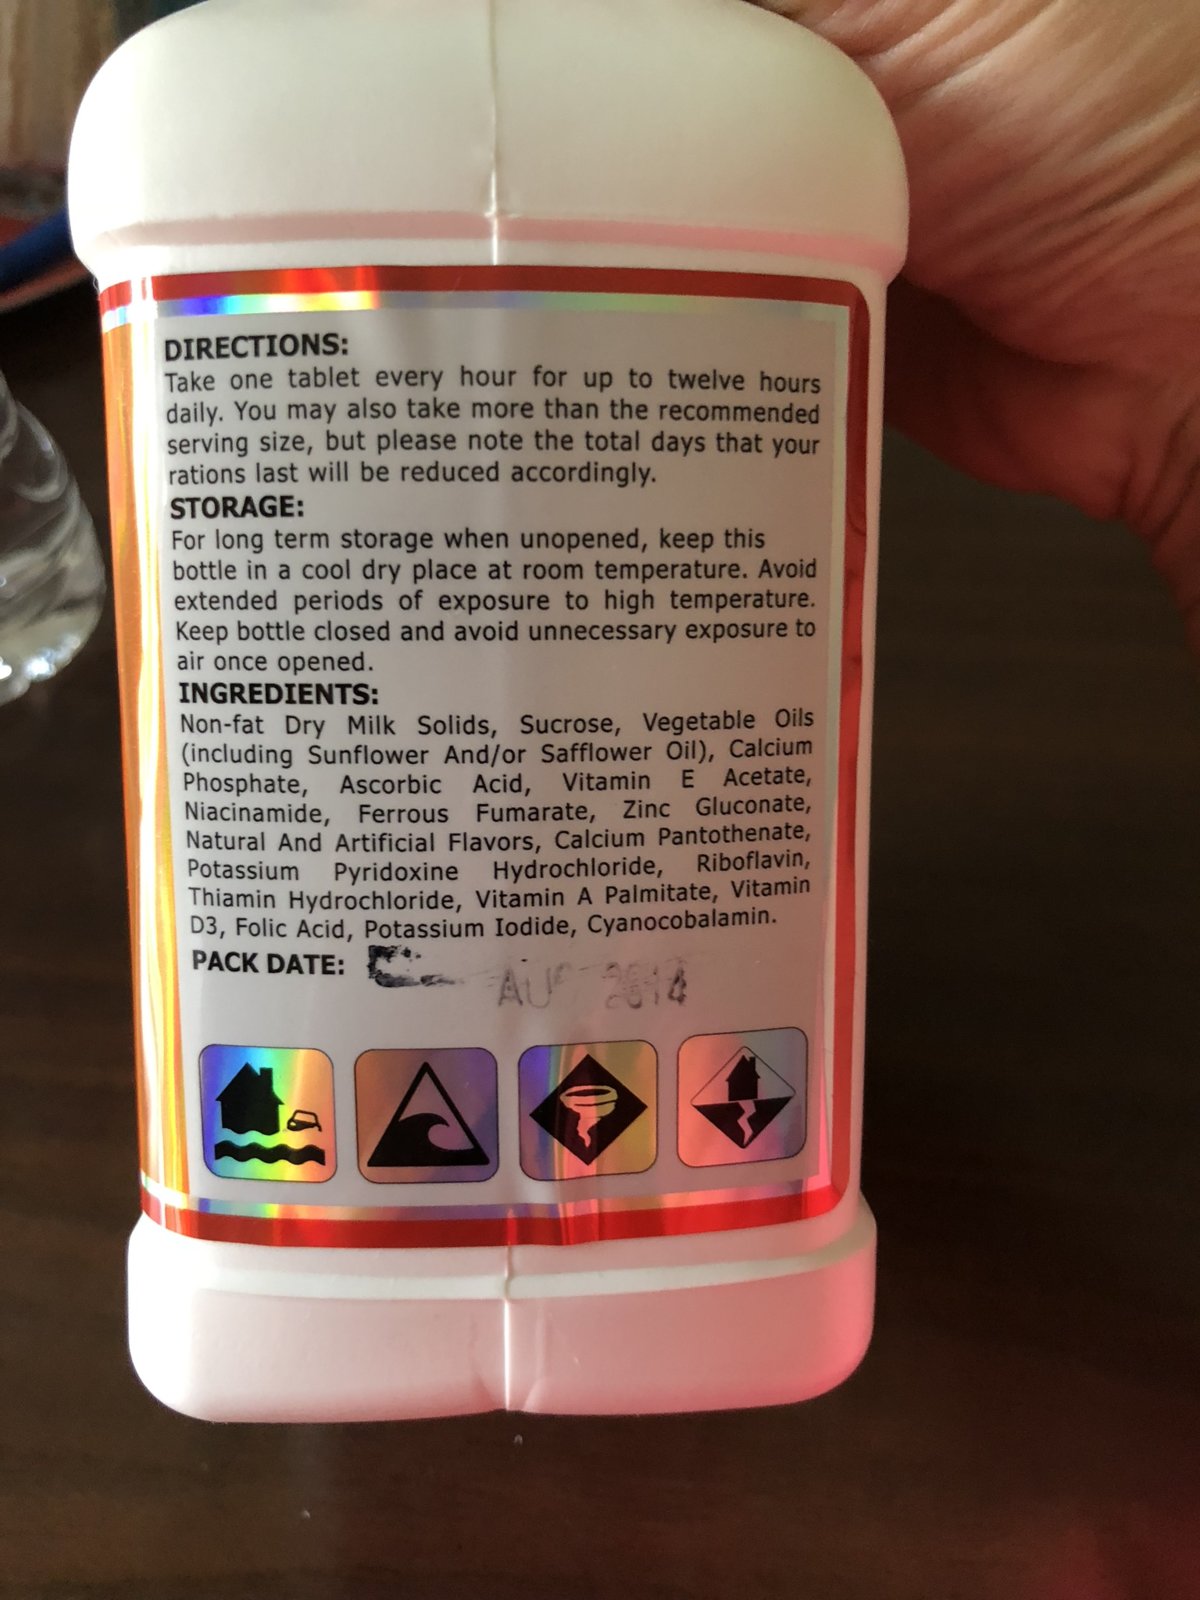 DIRECTIONS:
Take one tablet every hour for up to twelve hours
daily. You may also take more than the recommended
serving size, but please note the total days that your
rations last will be reduced accordingly.
STORAGE:
For long term storage when unopened, keep this
bottle in a cool dry place at room temperature. Avoid
extended periods of exposure to high temperature.
Keep bottle closed and avoid unnecessary exposure to
air once opened.
INGREDIENTS:
Non-fat Dry Milk Solids, Sucrose, Vegetable Oils
(including Sunflower And/or Safflower Oil), Calcium
Phosphate, Ascorbic Acid, Vitamin E Acetate,
Niacinamide, Ferrous Fumarate, Zinc Gluconate,
Natural And Artificial Flavors, Calcium Pantothenate,
Potassium Pyridoxine Hydrochloride, Riboflavin,
Thiamin Hydrochloride, Vitamin A Palmitate, Vitamin
D3, Folic Acid, Potassium Iodide, Cyanocobalamin.
PACK DATE: